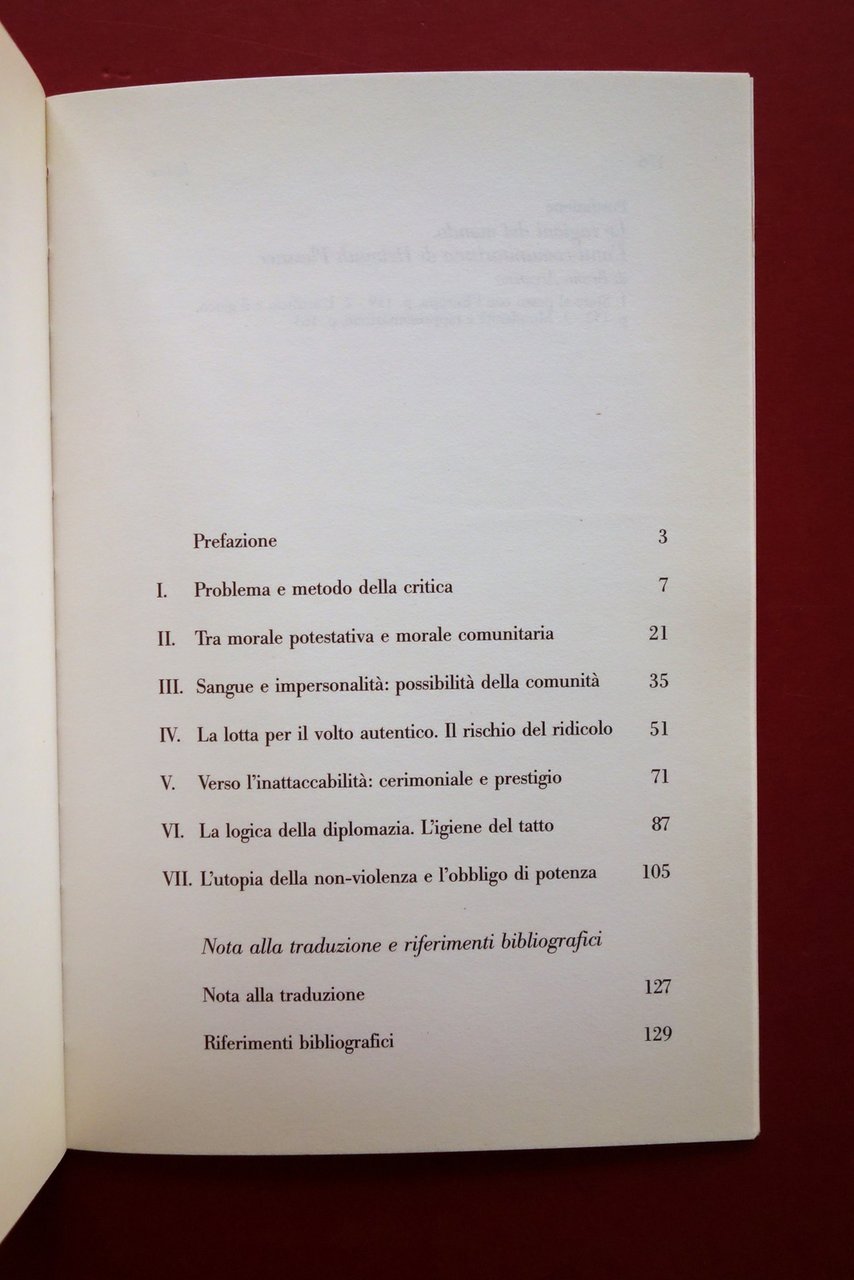 Prefazione 3
I. Problema e metodo della critica 7
II. Tra morale potestativa e morale comunitaria 21
III. Sangue e impersonalità: possibilità della comunità 35
IV. La lotta per il volto autentico. Il rischio del ridicolo 51
V. Verso l'inattaccabilità: cerimoniale e prestigio 71
VI. La logica della diplomazia. L'igiene del tatto 87
VII. L'utopia della non-violenza e l'obbligo di potenza 105
Nota alla traduzione e riferimenti bibliografici
Nota alla traduzione 127
Riferimenti bibliografici 129